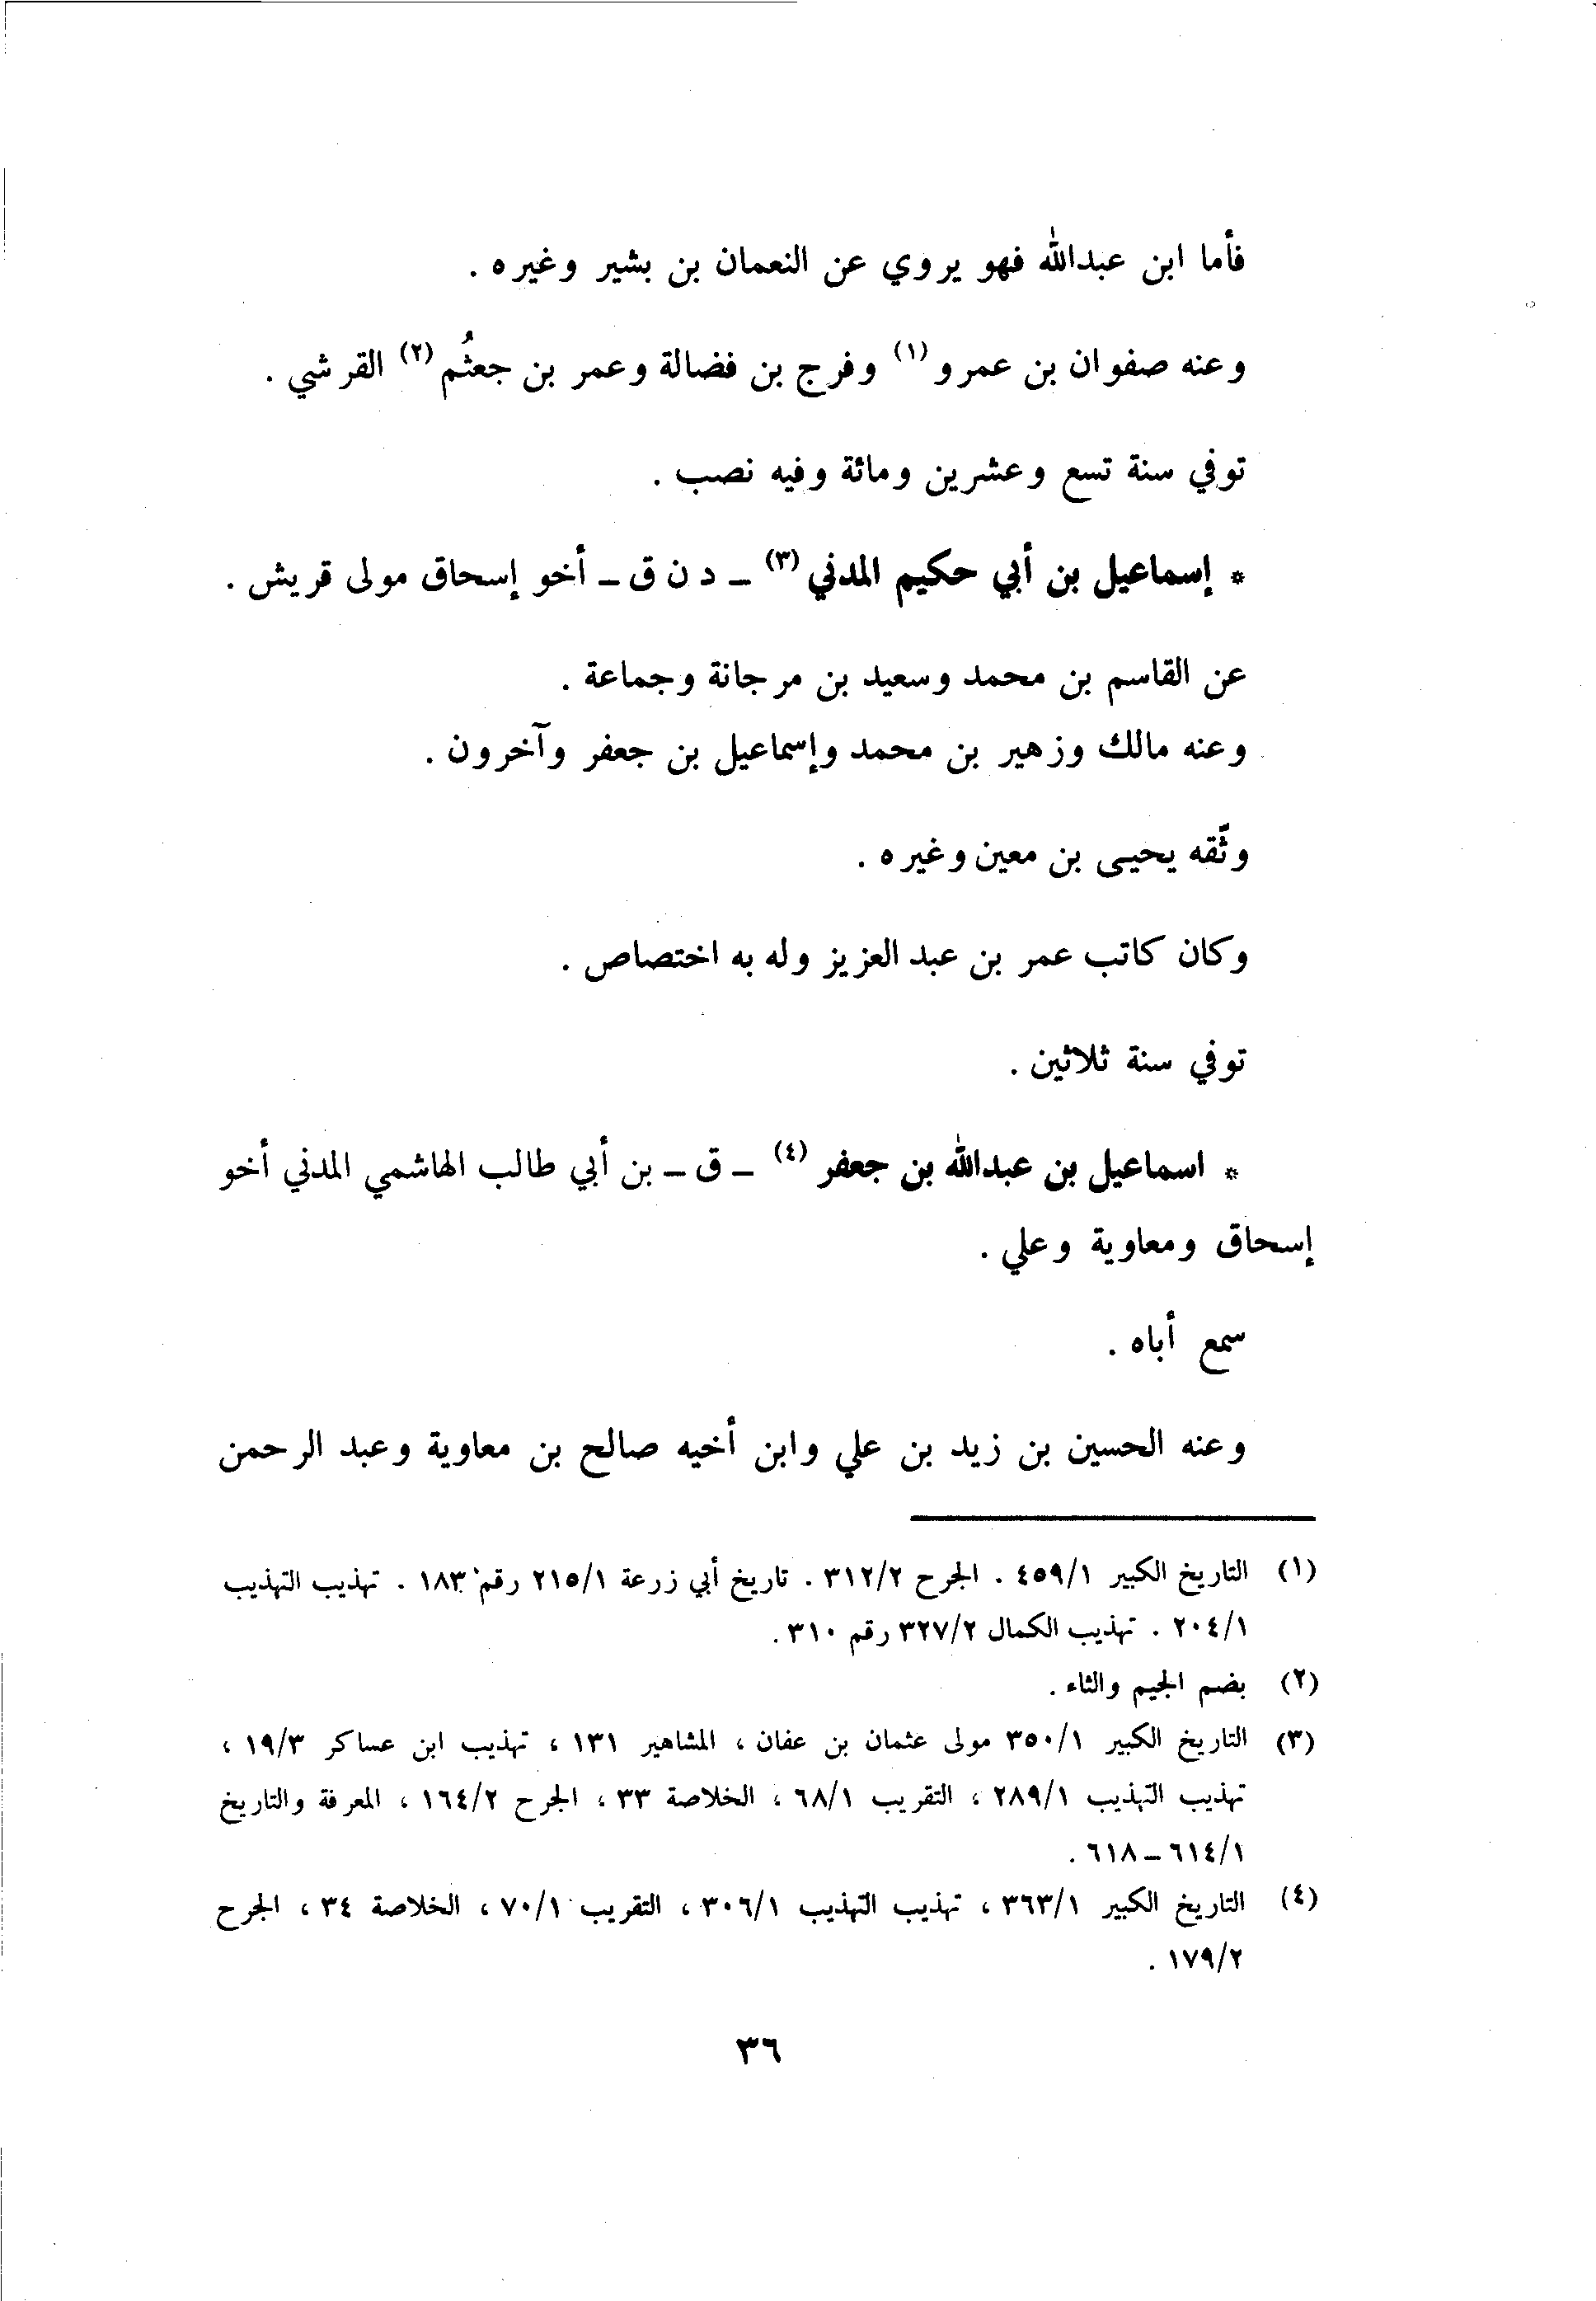 فأما ابن عبدالله فهو يروي عن النعمان بن بشير وغيره .
وعنه صفوان بن عمرو (١) وفرج بن فضالة وعمر بن جعثُم (٢) القرشي .
توفي سنة تسع وعشرين ومائة وفيه نصب .
* إسماعيل بن أبي حكيم المدني (٣) ـ د ن ق ـ أخو إسحاق مولى قريش .
عن القاسم بن محمد وسعيد بن مرجانة وجماعة .
وعنه مالك وزهير بن محمد وإسماعيل بن جعفر وآخرون .
وثّقه يحيى بن معين وغيره .
وكان كاتب عمر بن عبد العزيز وله به اختصاص .
توفي سنة ثلاثين .
* اسماعيل بن عبدالله بن جعفر (٤) ـ ق ـ بن أبي طالب الهاشمي المدني أخو
إسحاق ومعاوية وعلي .
سمع أباه .
وعنه الحسين بن زيد بن علي وابن أخيه صالح بن معاوية وعبد الرحمن
(١) التاريخ الكبير ٤٥٩/١ . الجرح ٣١٢/٢ . تاريخ أبي زرعة ٢١٥/١ رقم ١٨٣ . تهذيب التهذيب
٢٠٤/١ . تهذيب الكمال ٣٢٧/٢ رقم ٣١٠ .
(٢) بضم الجيم والثاء .
(٣) التاريخ الكبير ٣٥٠/١ مولى عثمان بن عفان ، المشاهير ١٣١ ، تهذيب ابن عساكر ١٩/٣ ،
تهذيب التهذيب ٢٨٩/١ ، التقريب ٦٨/١ ، الخلاصة ٣٣ ، الجرح ١٦٤/٢ ، المعرفة والتاريخ
٦١٤/١ ـ ٦١٨ .
(٤) التاريخ الكبير ٣٦٣/١ ، تهذيب التهذيب ٣٠٦/١ ، التقريب ٧٠/١ ، الخلاصة ٣٤ ، الجرح
١٧٩/٢ .
٣٦